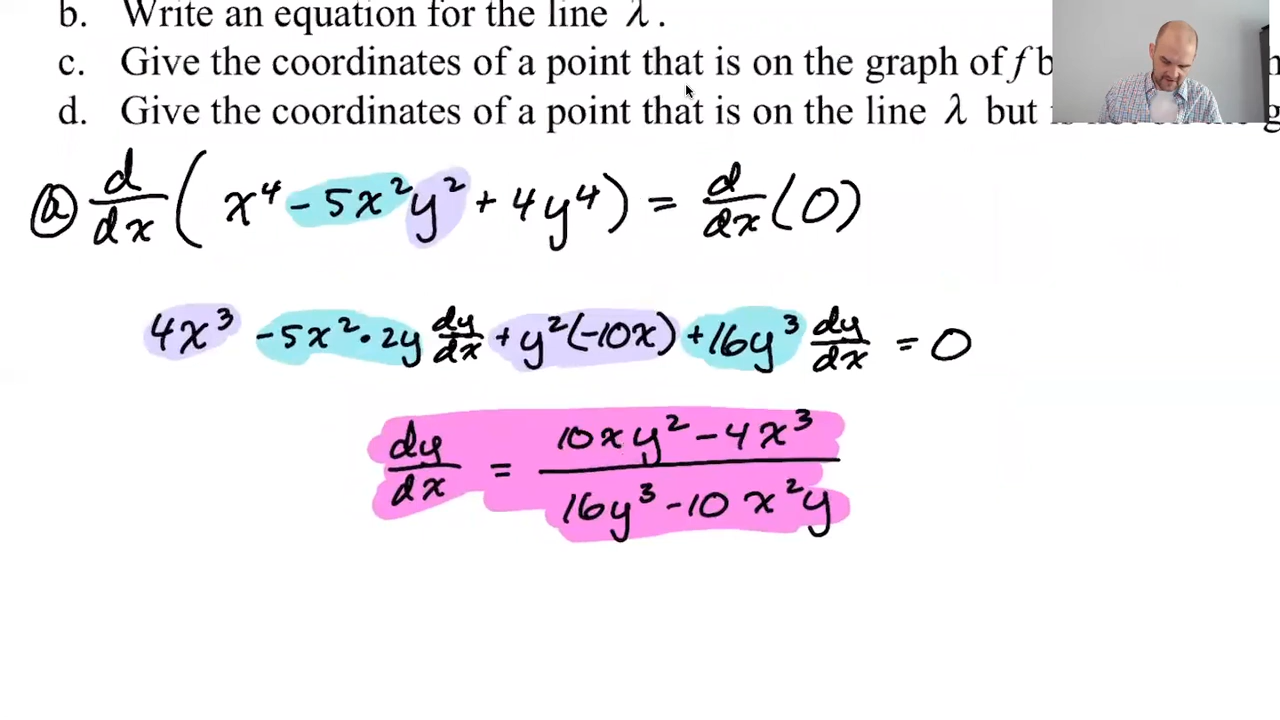 b. Write an equation for the line λ.
c. Give the coordinates of a point that is on the graph of f b
d. Give the coordinates of a point that is on the line λ but
ⓐ d/dx ( x⁴ - 5x²y² + 4y⁴ ) = d/dx (0)
4x³ - 5x² · 2y dy/dx + y²(-10x) + 16y³ dy/dx = 0
dy/dx = (10xy² - 4x³)/(16y³ - 10x²y)